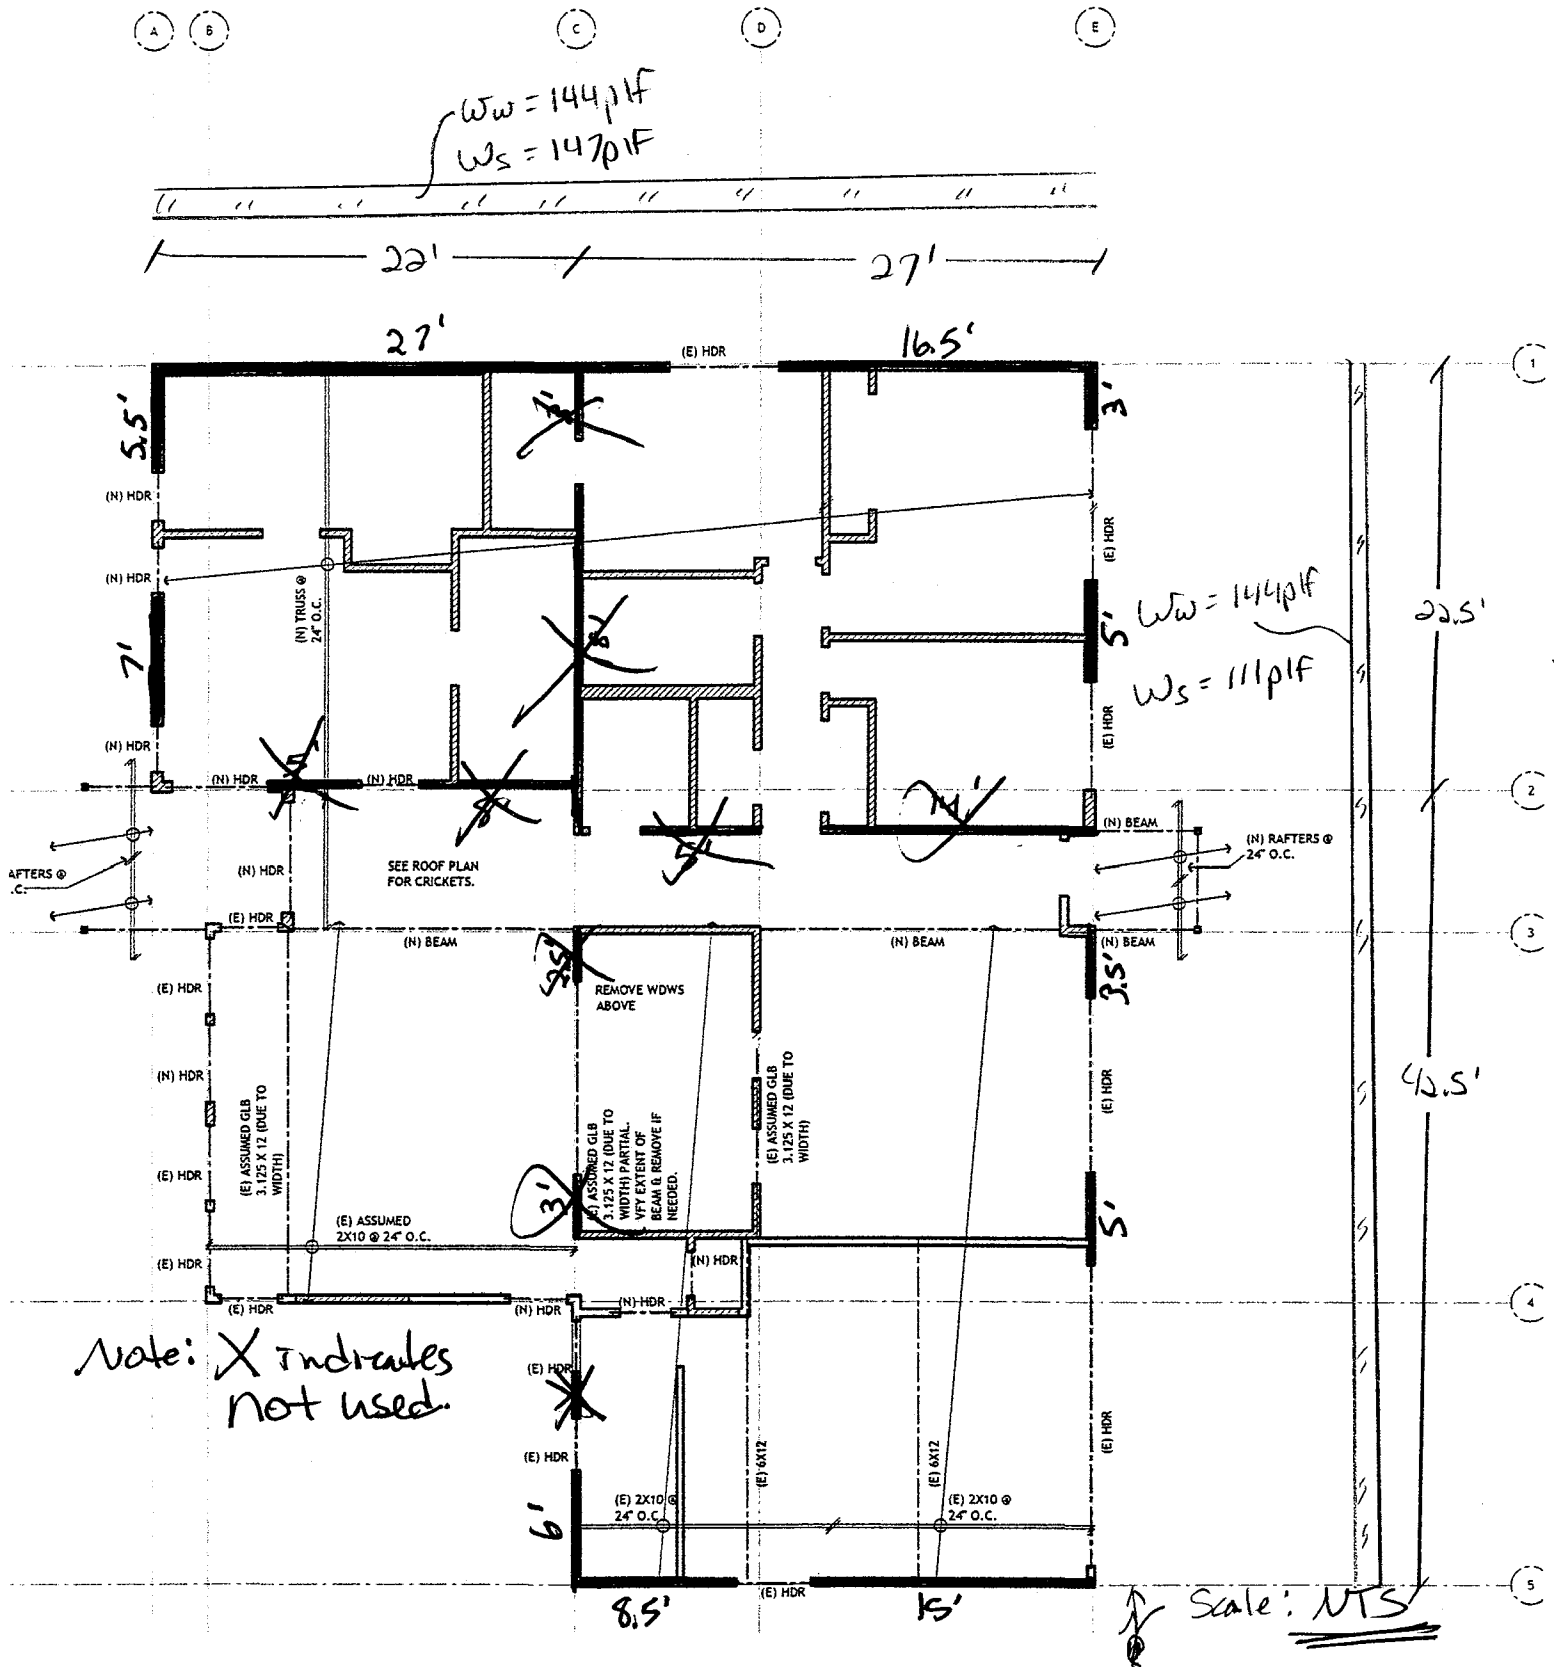 A B C D E
Ww = 144plf
Ws = 147plf
22' 27'
27' (E) HDR 16.5'
1
5.5'
3'
(N) HDR
(E) HDR
(N) HDR
(N) TRUSS @
24" O.C.
8'
Ww = 144plf
Ws = 111plf
22.5'
7'
5'
(E) HDR
(N) HDR
(N) HDR
(N) HDR
2
14'
5'
(N) BEAM
(N) RAFTERS @
24" O.C.
AFTERS @
.C.
(N) HDR
SEE ROOF PLAN
FOR CRICKETS.
(E) HDR
(N) BEAM
(N) BEAM
(N) BEAM
3
2.5'
3.5'
(E) HDR
REMOVE WDWS
ABOVE
(N) HDR
(E) HDR
42.5'
(E) ASSUMED GLB
3.125 X 12 (DUE TO
WIDTH)
(E) ASSUMED GLB
3.125 X 12 (DUE TO
WIDTH) PARTIAL.
VFY EXTENT OF
BEAM & REMOVE IF
NEEDED.
(E) ASSUMED GLB
3.125 X 12 (DUE TO
WIDTH)
(E) HDR
3'
5'
(E) ASSUMED
2X10 @ 24" O.C.
(E) HDR
(N) HDR
(E) HDR
(N) HDR
(N) HDR
4
Note: X indicates
not used.
(E) HDR
(E) HDR
(E) HDR
(E) 6X12
(E) 6X12
6'
(E) 2X10 @
24" O.C.
(E) 2X10 @
24" O.C.
(E) HDR
5
8.5'
15'
Scale: NTS